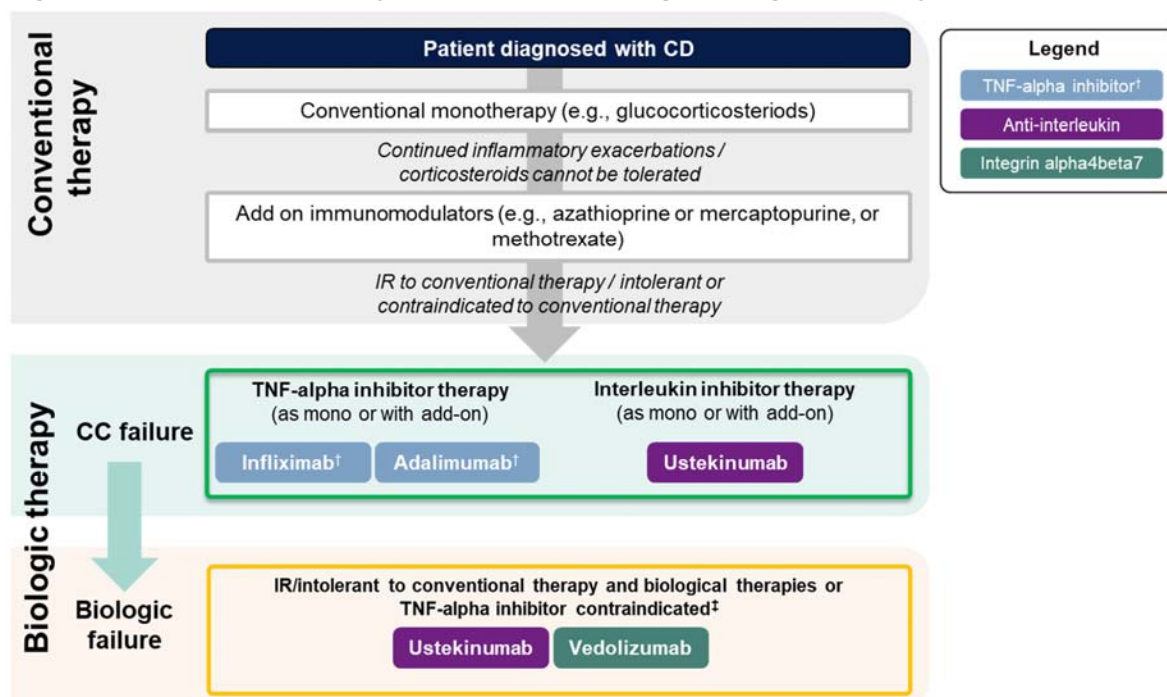 Conventional
therapy
Patient diagnosed with CD
Conventional monotherapy (e.g., glucocorticosteriods)
Continued inflammatory exacerbations /
corticosteroids cannot be tolerated
Add on immunomodulators (e.g., azathioprine or mercaptopurine, or
methotrexate)
IR to conventional therapy / intolerant or
contraindicated to conventional therapy
Legend
TNF-alpha inhibitor†
Anti-interleukin
Integrin alpha4beta7
Biologic therapy
CC failure
TNF-alpha inhibitor therapy
(as mono or with add-on)
Infliximab†
Adalimumab†
Interleukin inhibitor therapy
(as mono or with add-on)
Ustekinumab
Biologic
failure
IR/intolerant to conventional therapy and biological therapies or
TNF-alpha inhibitor contraindicated‡
Ustekinumab
Vedolizumab